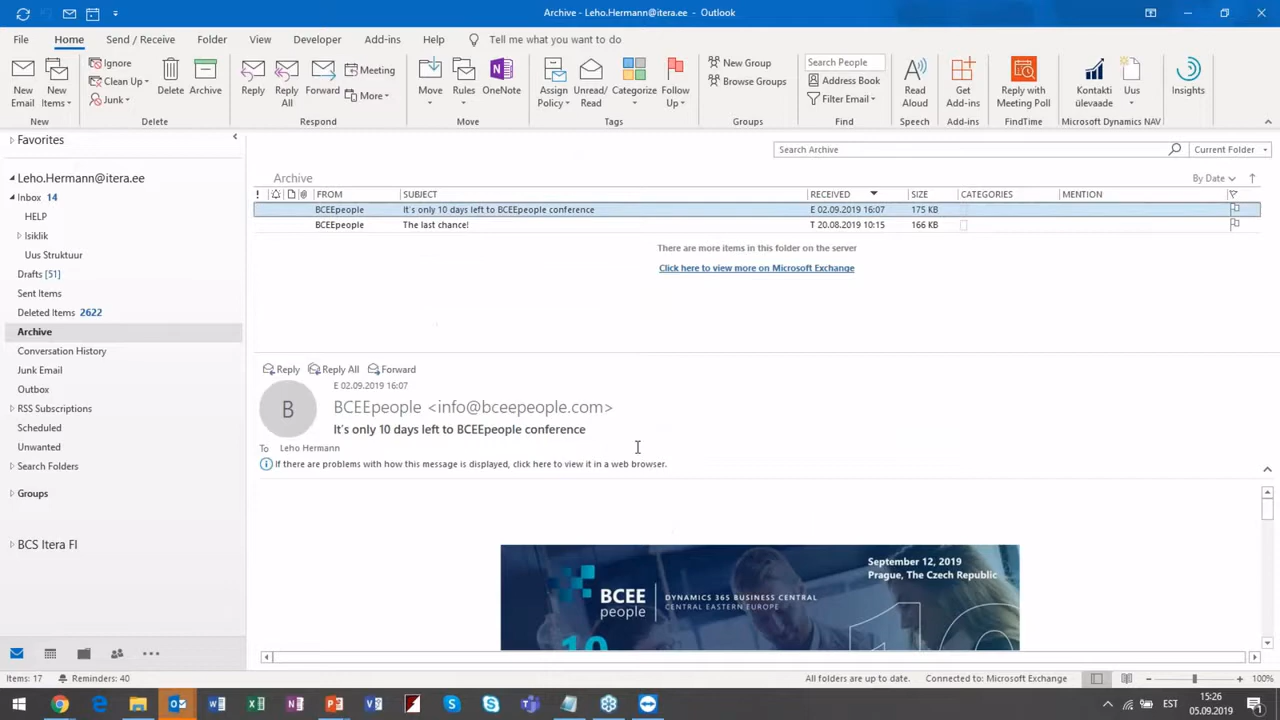 Archive - Leho.Hermann@itera.ee - Outlook
File Home Send / Receive Folder View Developer Add-ins Help Tell me what you want to do
New Email
New Items
New
Ignore
Clean Up
Junk
Delete
Archive
Delete
Reply
Reply All
Forward
Meeting
More
Respond
Move
Rules
OneNote
Move
Assign Policy
Unread/ Read
Categorize
Follow Up
Tags
New Group
Browse Groups
Groups
Search People
Address Book
Filter Email
Find
Read Aloud
Speech
Get Add-ins
Add-ins
Reply with Meeting Poll
FindTime
Kontakti ülevaade
Uus
Microsoft Dynamics NAV
Insights
Favorites
Leho.Hermann@itera.ee
Inbox 14
HELP
Isiklik
Uus Struktuur
Drafts [51]
Sent Items
Deleted Items 2622
Archive
Conversation History
Junk Email
Outbox
RSS Subscriptions
Scheduled
Unwanted
Search Folders
Groups
BCS Itera FI
Search Archive Current Folder
Archive By Date
! FROM SUBJECT RECEIVED SIZE CATEGORIES MENTION
BCEEpeople It's only 10 days left to BCEEpeople conference E 02.09.2019 16:07 175 KB
BCEEpeople The last chance! T 20.08.2019 10:15 166 KB
There are more items in this folder on the server
Click here to view more on Microsoft Exchange
Reply Reply All Forward
E 02.09.2019 16:07
B
BCEEpeople <info@bceepeople.com>
It's only 10 days left to BCEEpeople conference
To Leho Hermann
If there are problems with how this message is displayed, click here to view it in a web browser.
September 12, 2019
Prague, The Czech Republic
BCEE people
DYNAMICS 365 BUSINESS CENTRAL
CENTRAL EASTERN EUROPE
10
10
Items: 17 Reminders: 40 All folders are up to date. Connected to: Microsoft Exchange 100%
EST
15:26
05.09.2019